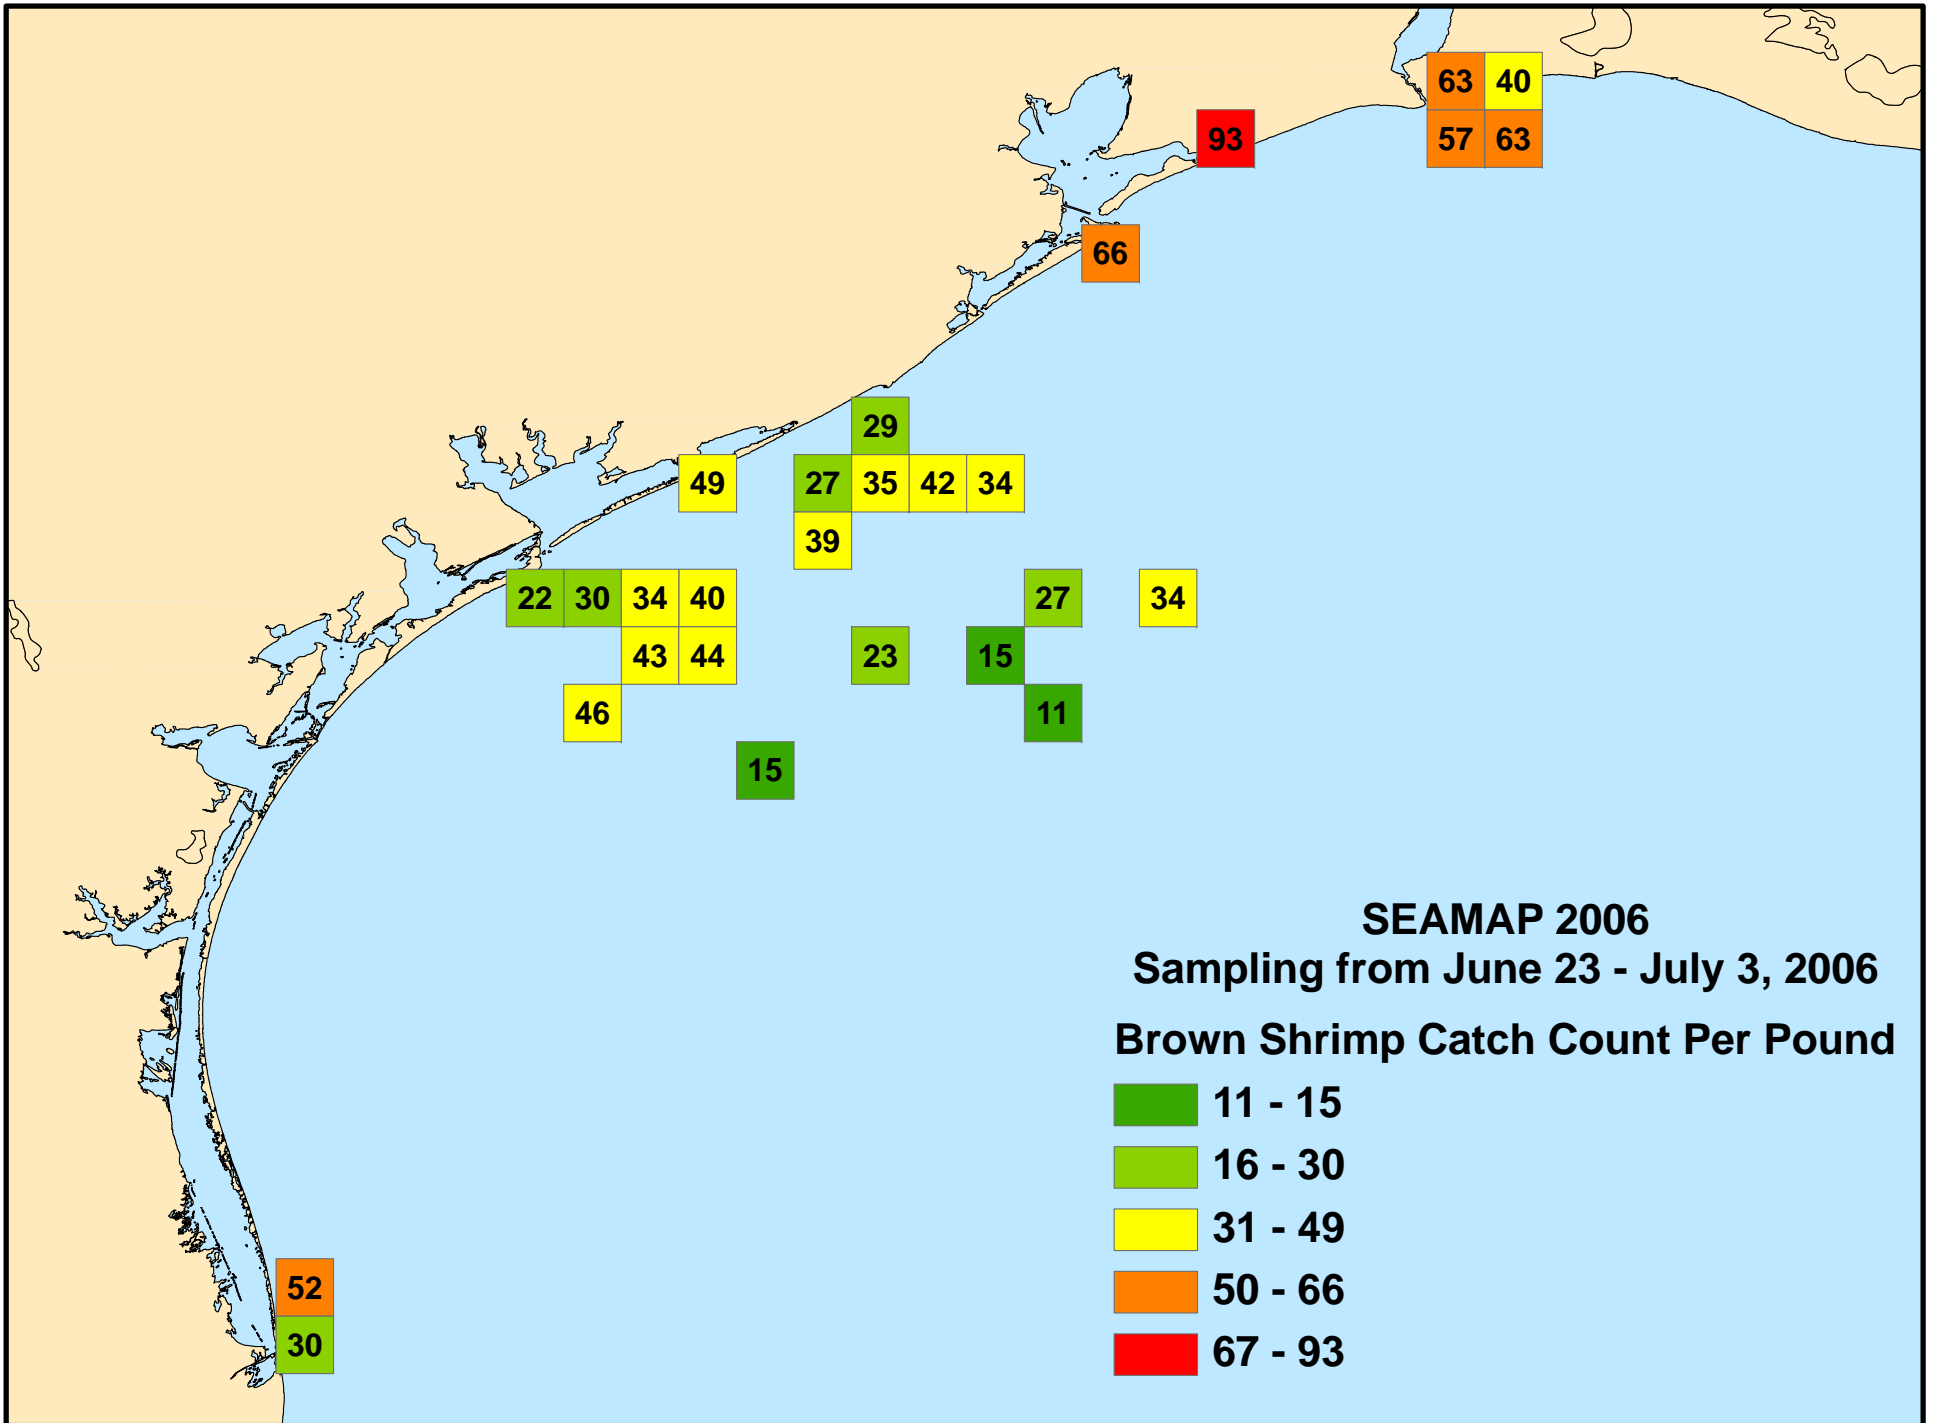 63 40
93 57 63
66
29
49 27 35 42 34
39
22 30 34 40 27 34
43 44 23 15
46 11
15
SEAMAP 2006
Sampling from June 23 - July 3, 2006
Brown Shrimp Catch Count Per Pound
11 - 15
16 - 30
31 - 49
50 - 66
67 - 93
52
30